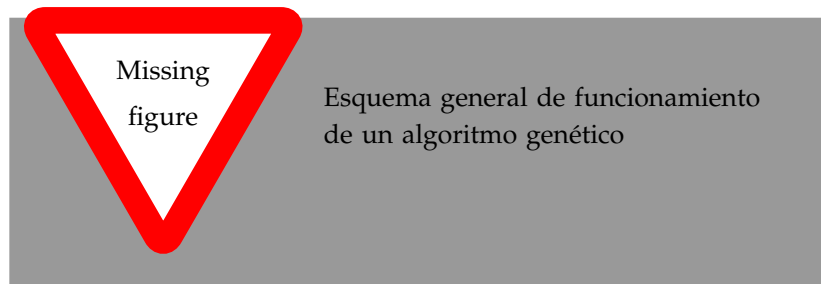 Missing
figure
Esquema general de funcionamiento
de un algoritmo genético